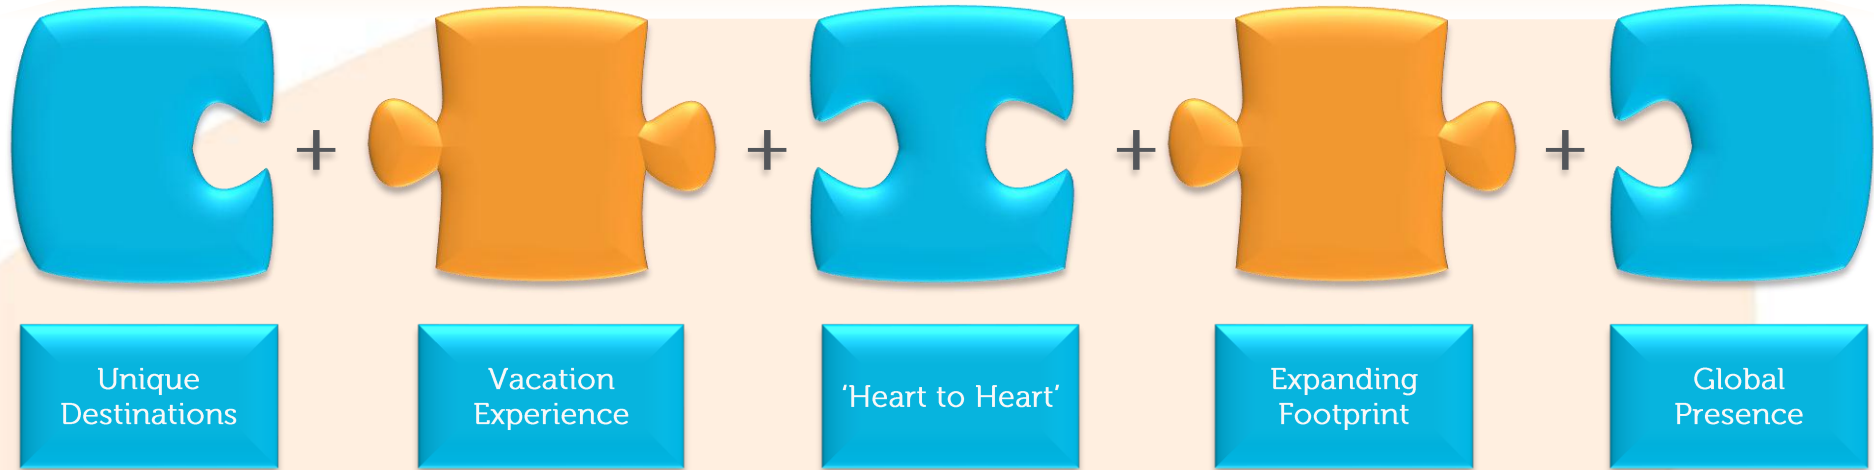 + + + +
Unique
Destinations
Vacation
Experience
‘Heart to Heart’
Expanding
Footprint
Global
Presence